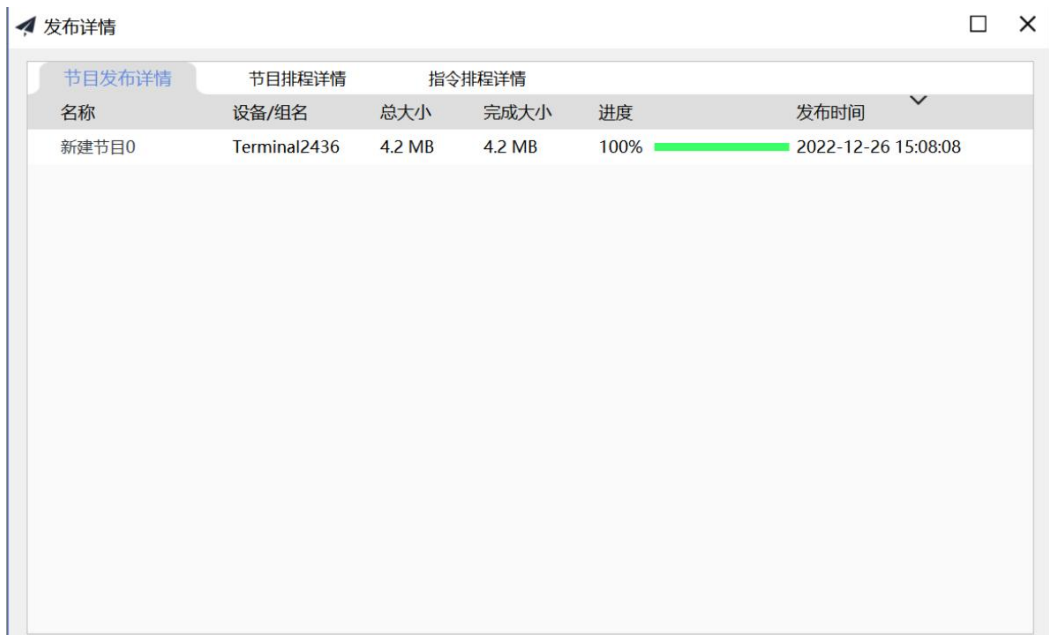 发布详情
节目发布详情 节目排程详情 指令排程详情
名称 设备/组名 总大小 完成大小 进度 发布时间
新建节目0 Terminal2436 4.2 MB 4.2 MB 100% 2022-12-26 15:08:08